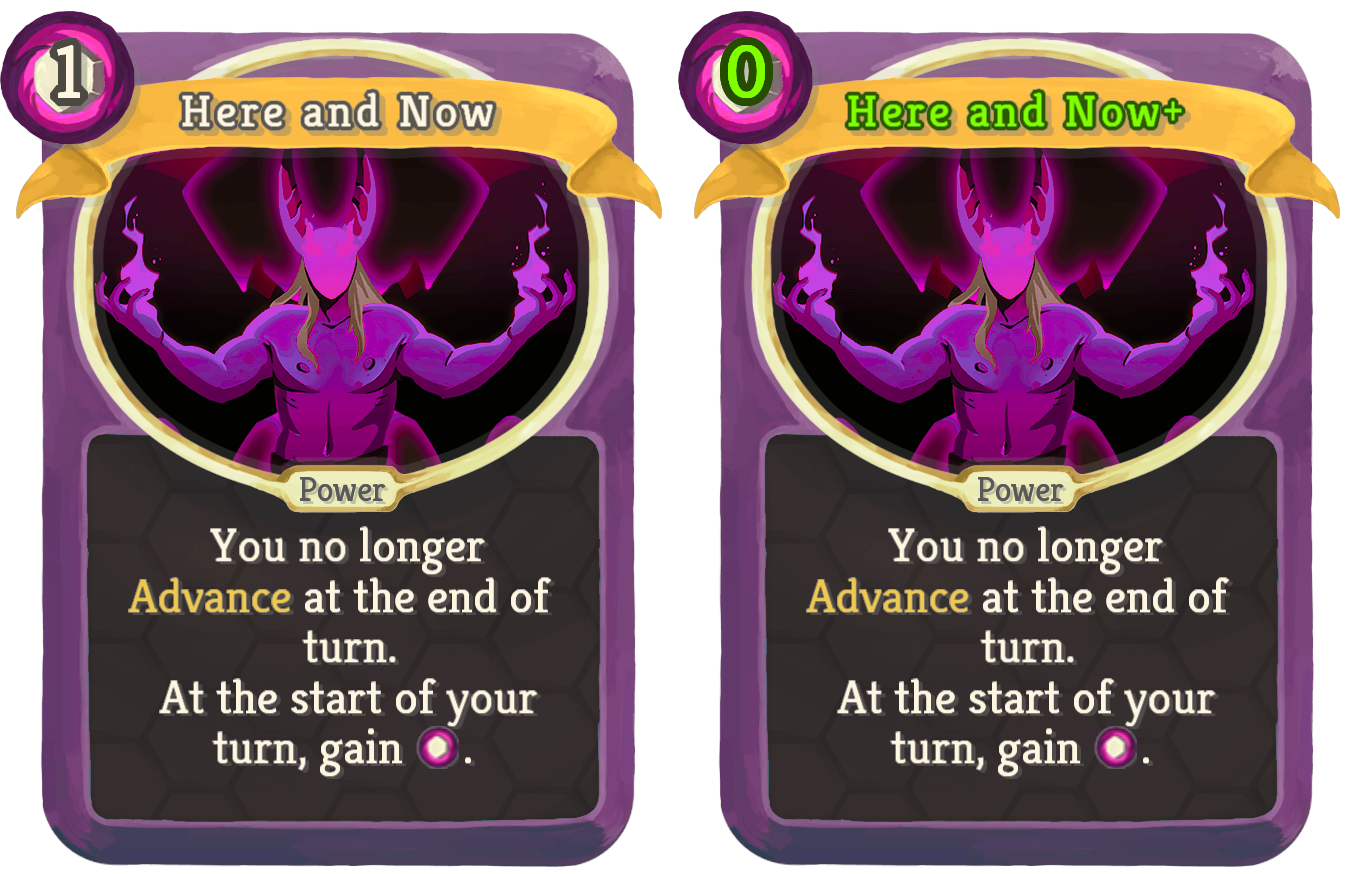 1
Here and Now
Power
You no longer
Advance at the end of
turn.
At the start of your
turn, gain .
0
Here and Now+
Power
You no longer
Advance at the end of
turn.
At the start of your
turn, gain .